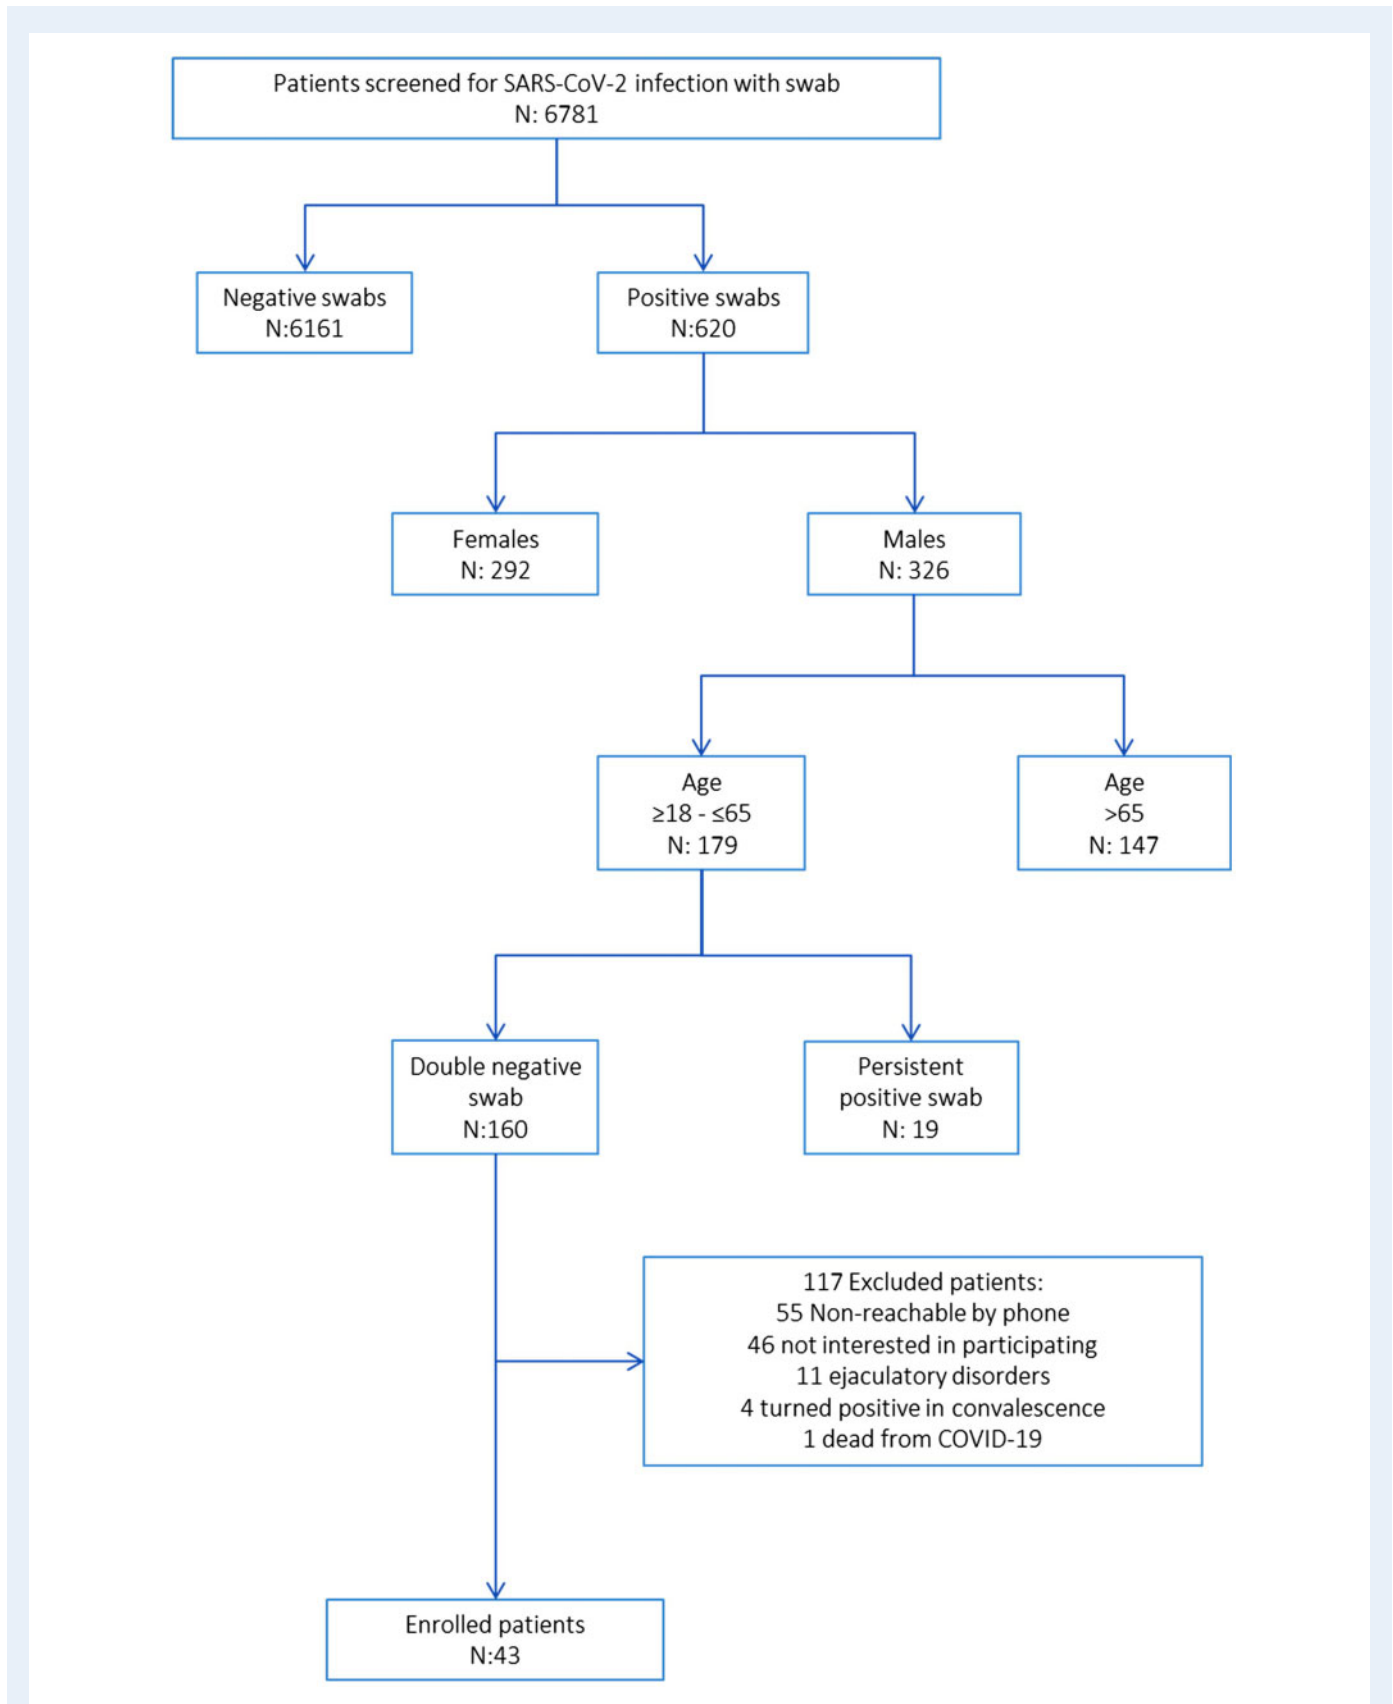 Patients screened for SARS-CoV-2 infection with swab
N: 6781
Negative swabs
N:6161
Positive swabs
N:620
Females
N: 292
Males
N: 326
Age
≥18 - ≤65
N: 179
Age
>65
N: 147
Double negative
swab
N:160
Persistent
positive swab
N: 19
117 Excluded patients:
55 Non-reachable by phone
46 not interested in participating
11 ejaculatory disorders
4 turned positive in convalescence
1 dead from COVID-19
Enrolled patients
N:43